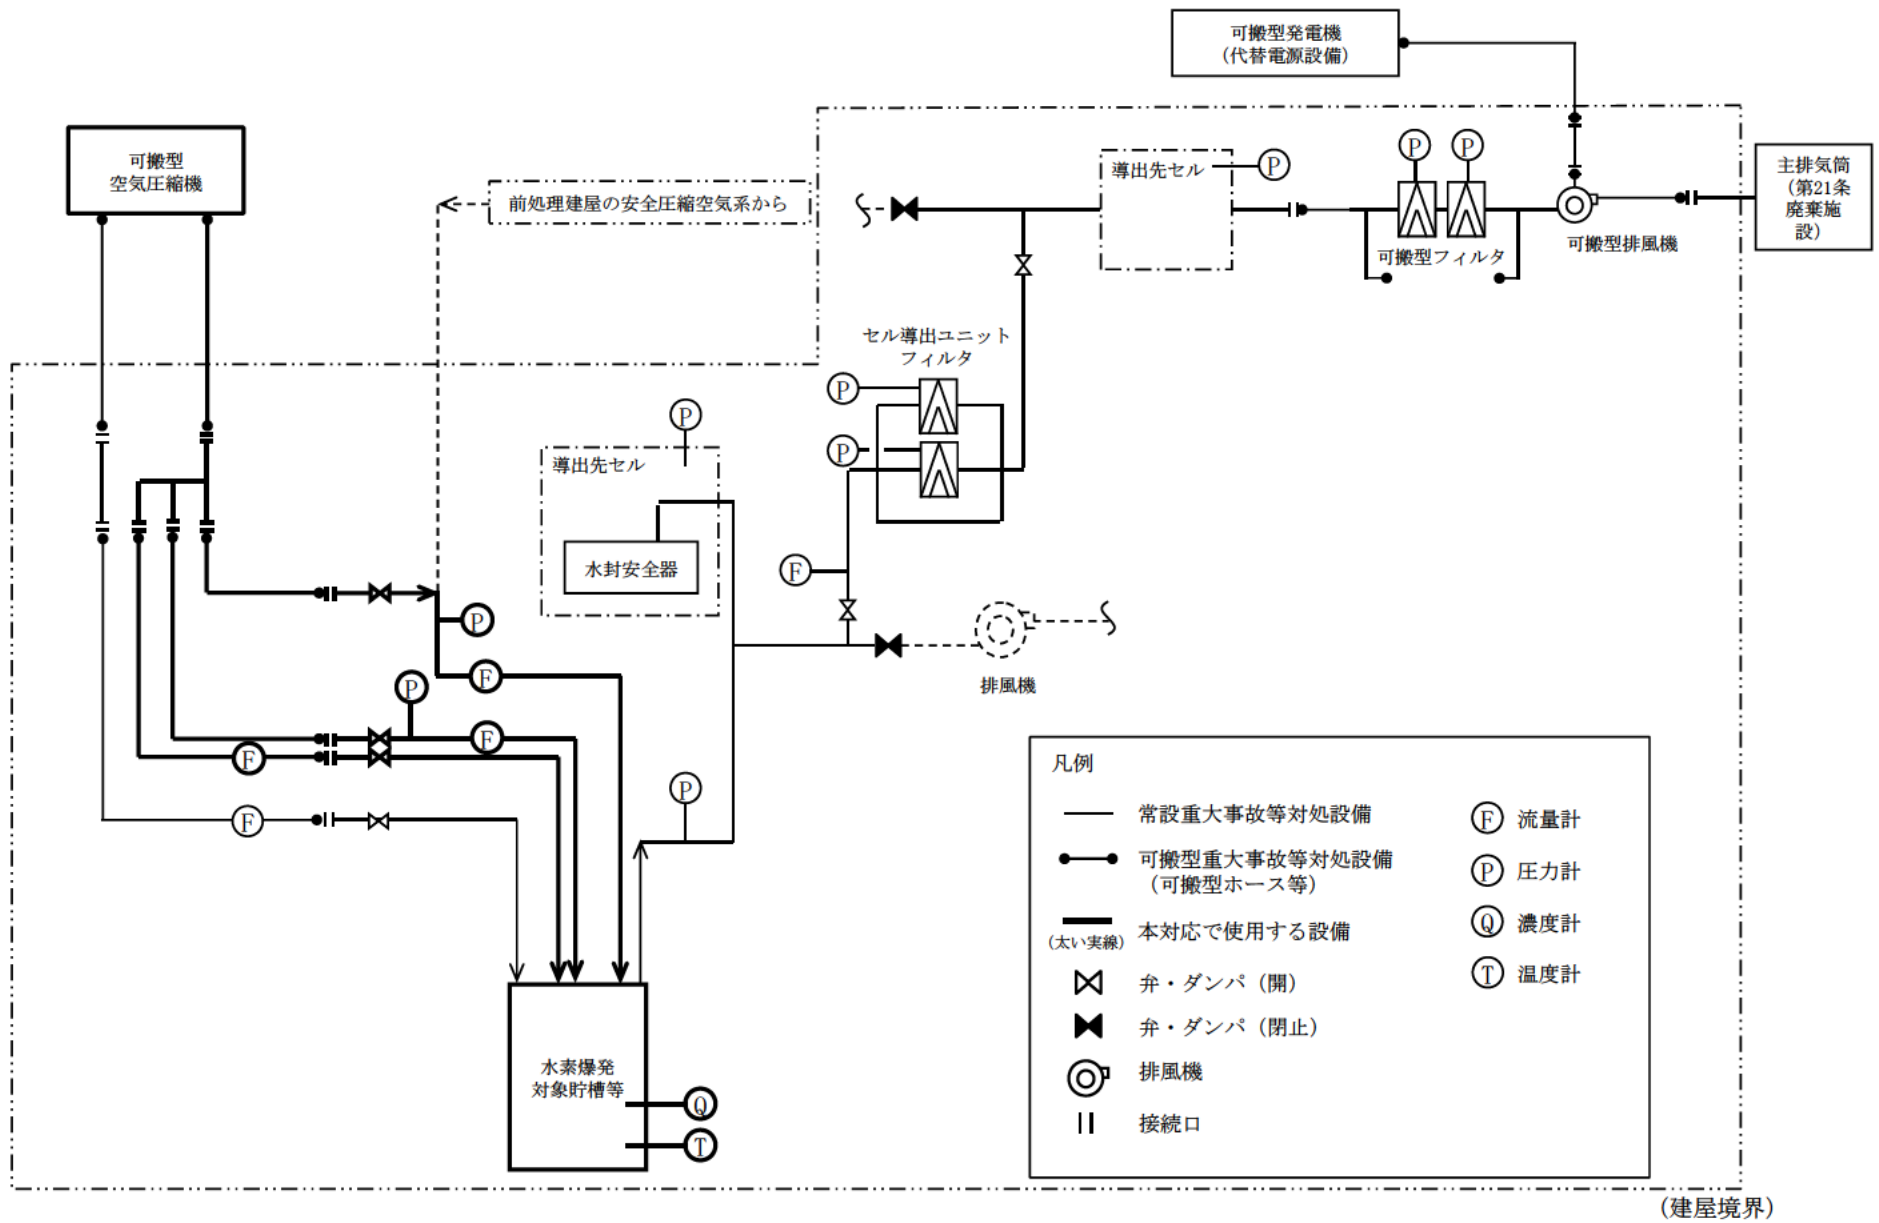 可搬型発電機
（代替電源設備）
可搬型
空気圧縮機
前処理建屋の安全圧縮空気系から
導出先セル
P
P
P
主排気筒
（第21条
廃棄施
設）
可搬型フィルタ
可搬型排風機
セル導出ユニット
フィルタ
P
P
P
導出先セル
水封安全器
F
排風機
P
F
P
F
F
P
F
水素爆発
対象貯槽等
Q
T
凡例
常設重大事故等対処設備
可搬型重大事故等対処設備
（可搬型ホース等）
（太い実線）
本対応で使用する設備
弁・ダンパ（開）
弁・ダンパ（閉止）
排風機
接続口
F 流量計
P 圧力計
Q 濃度計
T 温度計
（建屋境界）